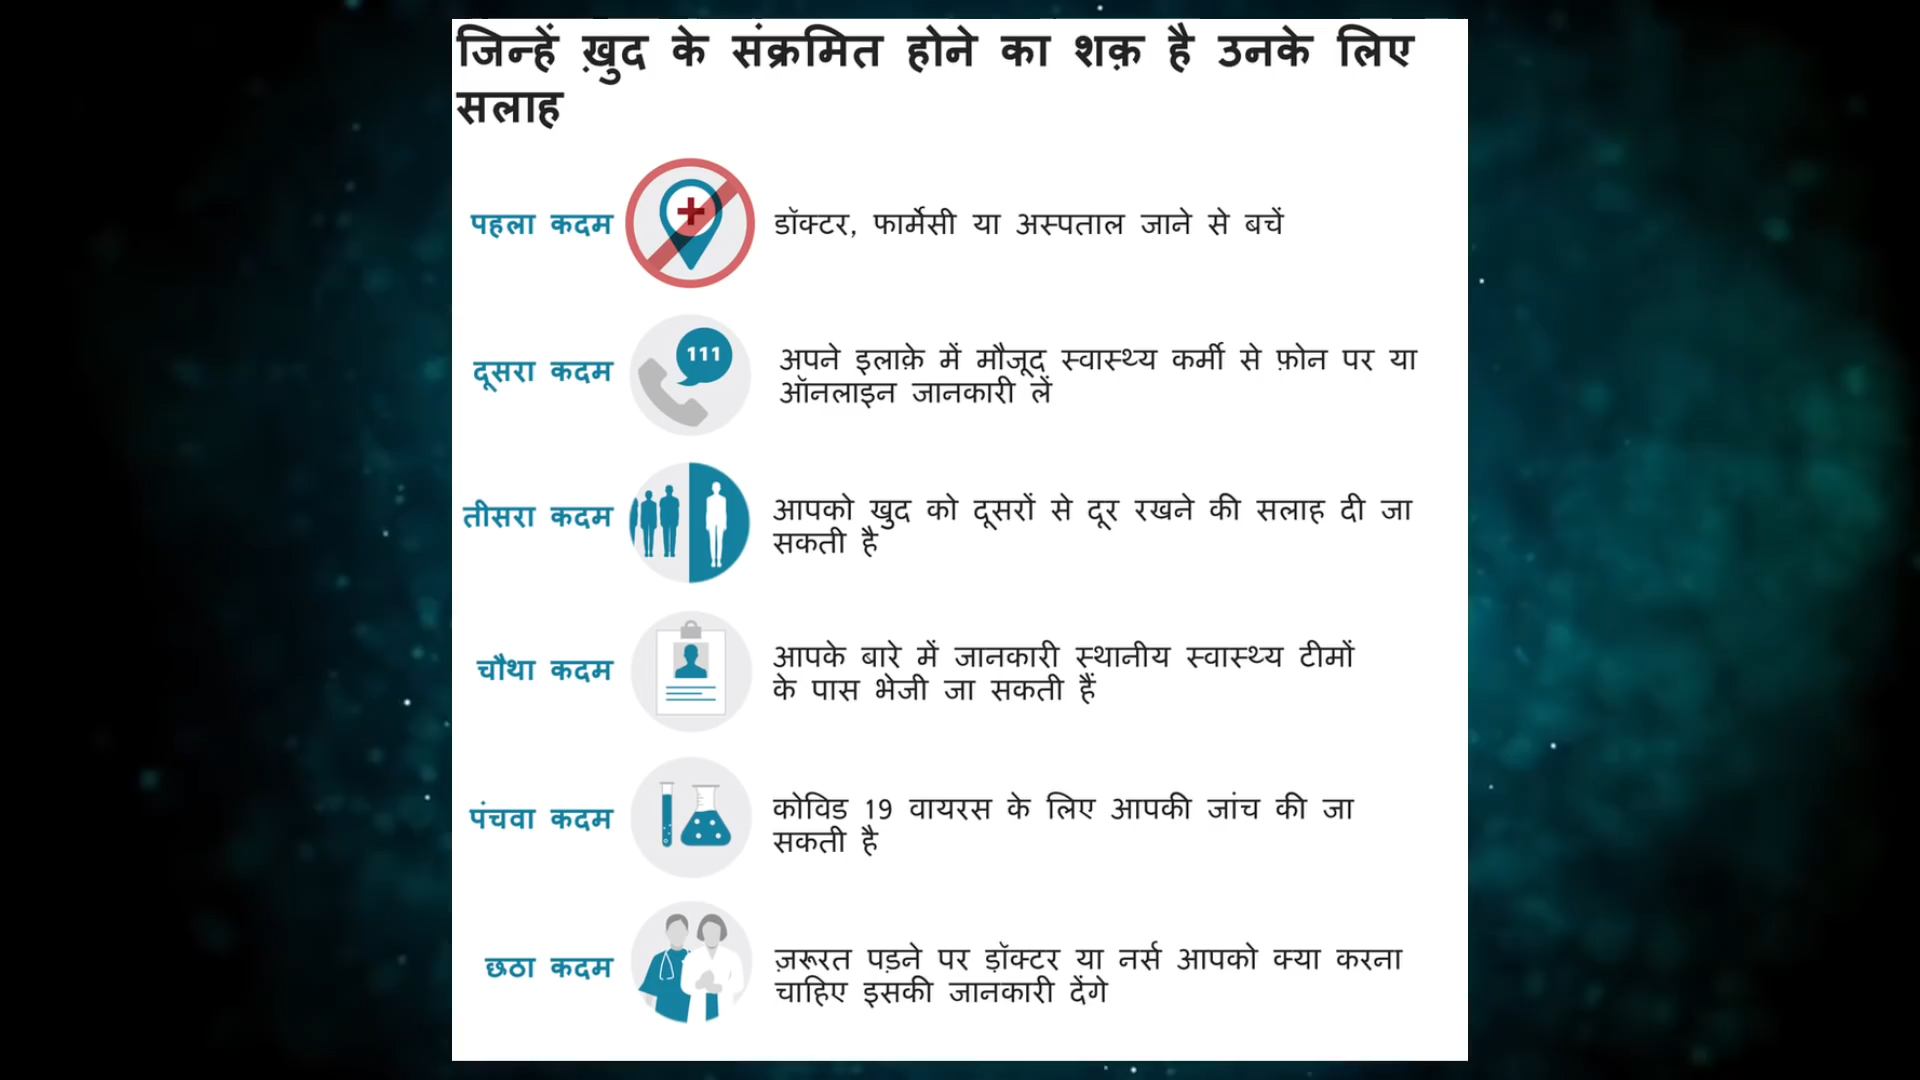 जिन्हें ख़ुद के संक्रमित होने का शक़ है उनके लिए
सलाह
पहला कदम
डॉक्टर, फार्मेसी या अस्पताल जाने से बचें
दूसरा कदम
111
अपने इलाक़े में मौजूद स्वास्थ्य कर्मी से फ़ोन पर या
ऑनलाइन जानकारी लें
तीसरा कदम
आपको खुद को दूसरों से दूर रखने की सलाह दी जा
सकती है
चौथा कदम
आपके बारे में जानकारी स्थानीय स्वास्थ्य टीमों
के पास भेजी जा सकती हैं
पंचवा कदम
कोविड 19 वायरस के लिए आपकी जांच की जा
सकती है
छठा कदम
ज़रूरत पड़ने पर ड़ॉक्टर या नर्स आपको क्या करना
चाहिए इसकी जानकारी देंगे